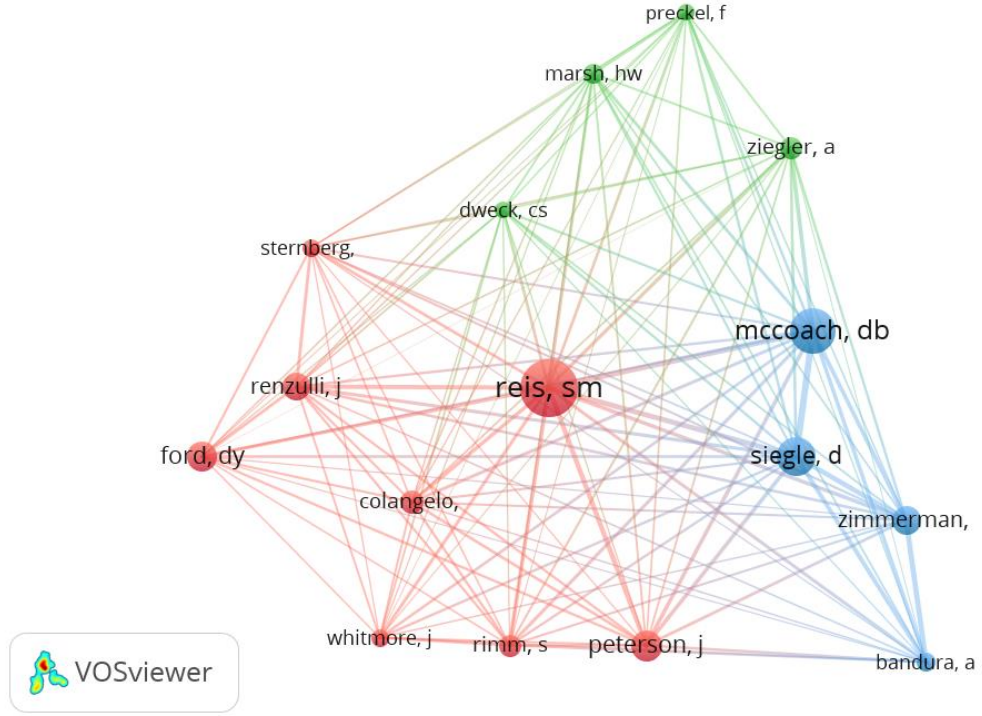 preckel, f
marsh, hw
ziegler, a
dweck, cs
sternberg,
mccoach, db
renzulli, j
reis, sm
ford, dy
siegle, d
colangelo,
zimmerman,
whitmore, j
rimm, s
peterson, j
bandura, a
VOSviewer